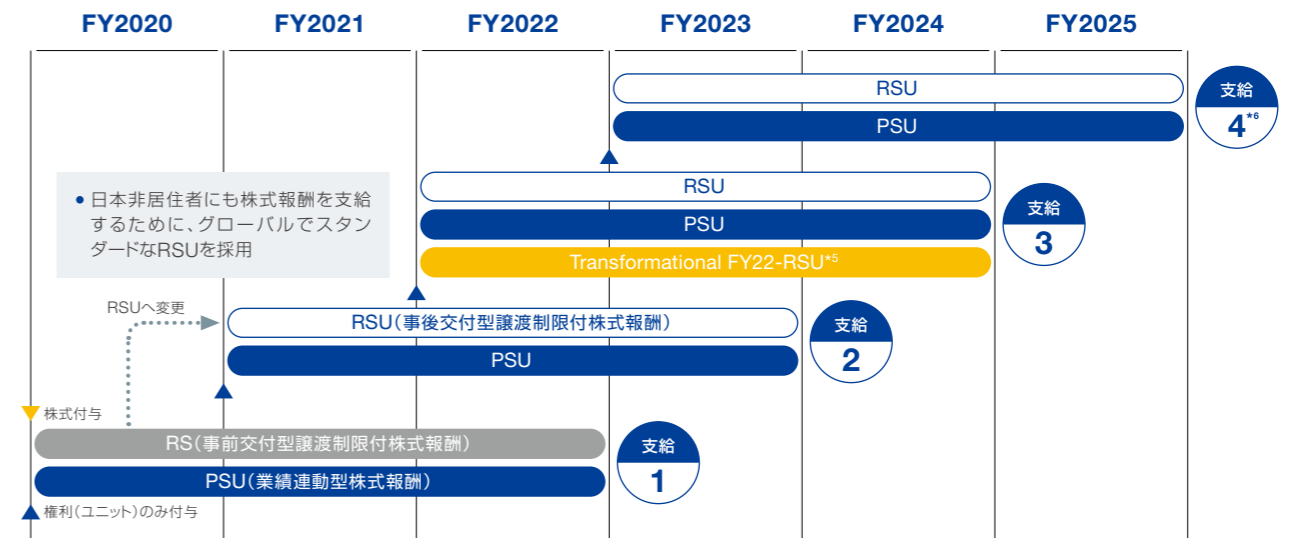 FY2020 FY2021 FY2022 FY2023 FY2024 FY2025
RSU
PSU
支給
4*6
• 日本非居住者にも株式報酬を支給
するために、グローバルでスタン
ダードなRSUを採用
RSU
PSU
Transformational FY22-RSU*5
支給
3
RSUへ変更
RSU(事後交付型譲渡制限付株式報酬)
PSU
支給
2
株式付与
RS(事前交付型譲渡制限付株式報酬)
PSU(業績連動型株式報酬)
支給
1
権利(ユニット)のみ付与